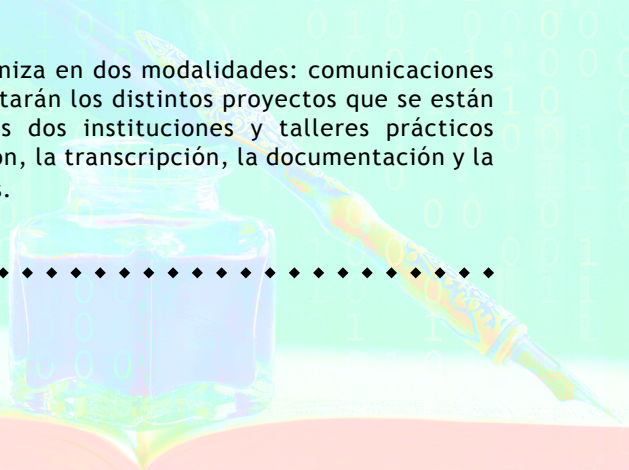 niza en dos modalidades: comunicaciones
tarán los distintos proyectos que se están
s dos instituciones y talleres prácticos
ón, la transcripción, la documentación y la
s.